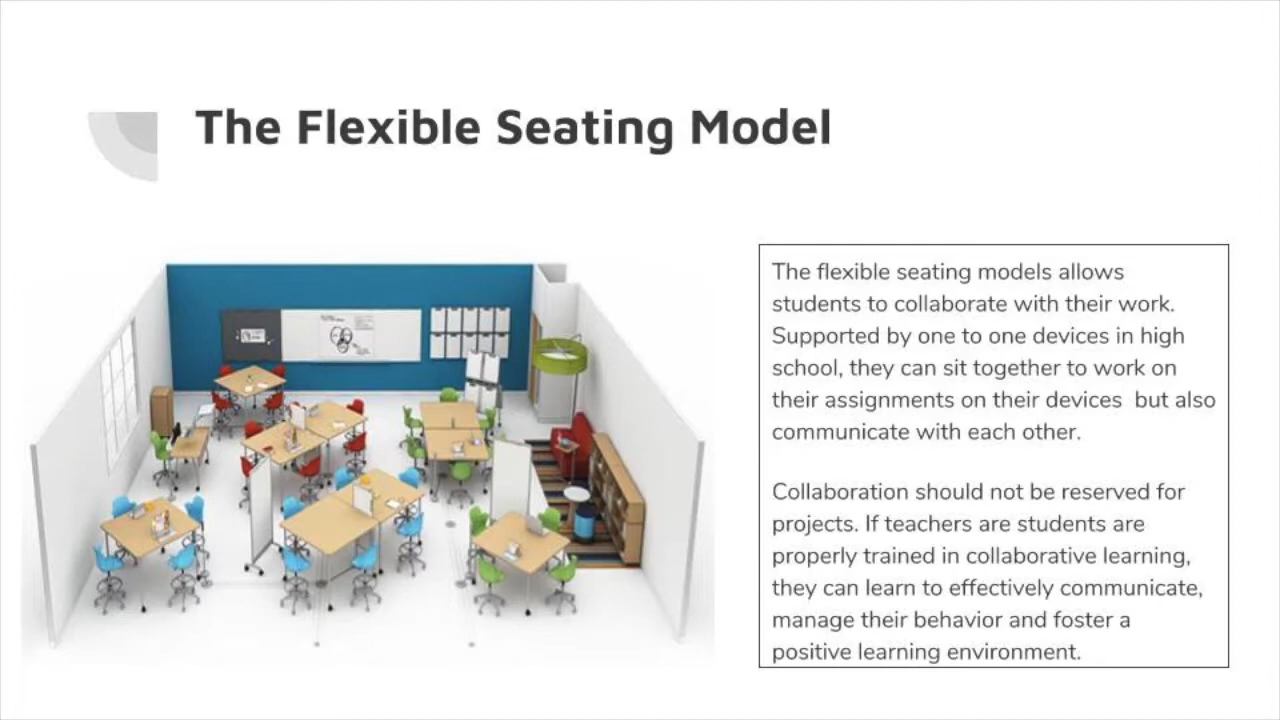 The Flexible Seating Model
The flexible seating models allows
students to collaborate with their work.
Supported by one to one devices in high
school, they can sit together to work on
their assignments on their devices  but also
communicate with each other.
Collaboration should not be reserved for
projects. If teachers are students are
properly trained in collaborative learning,
they can learn to effectively communicate,
manage their behavior and foster a
positive learning environment.